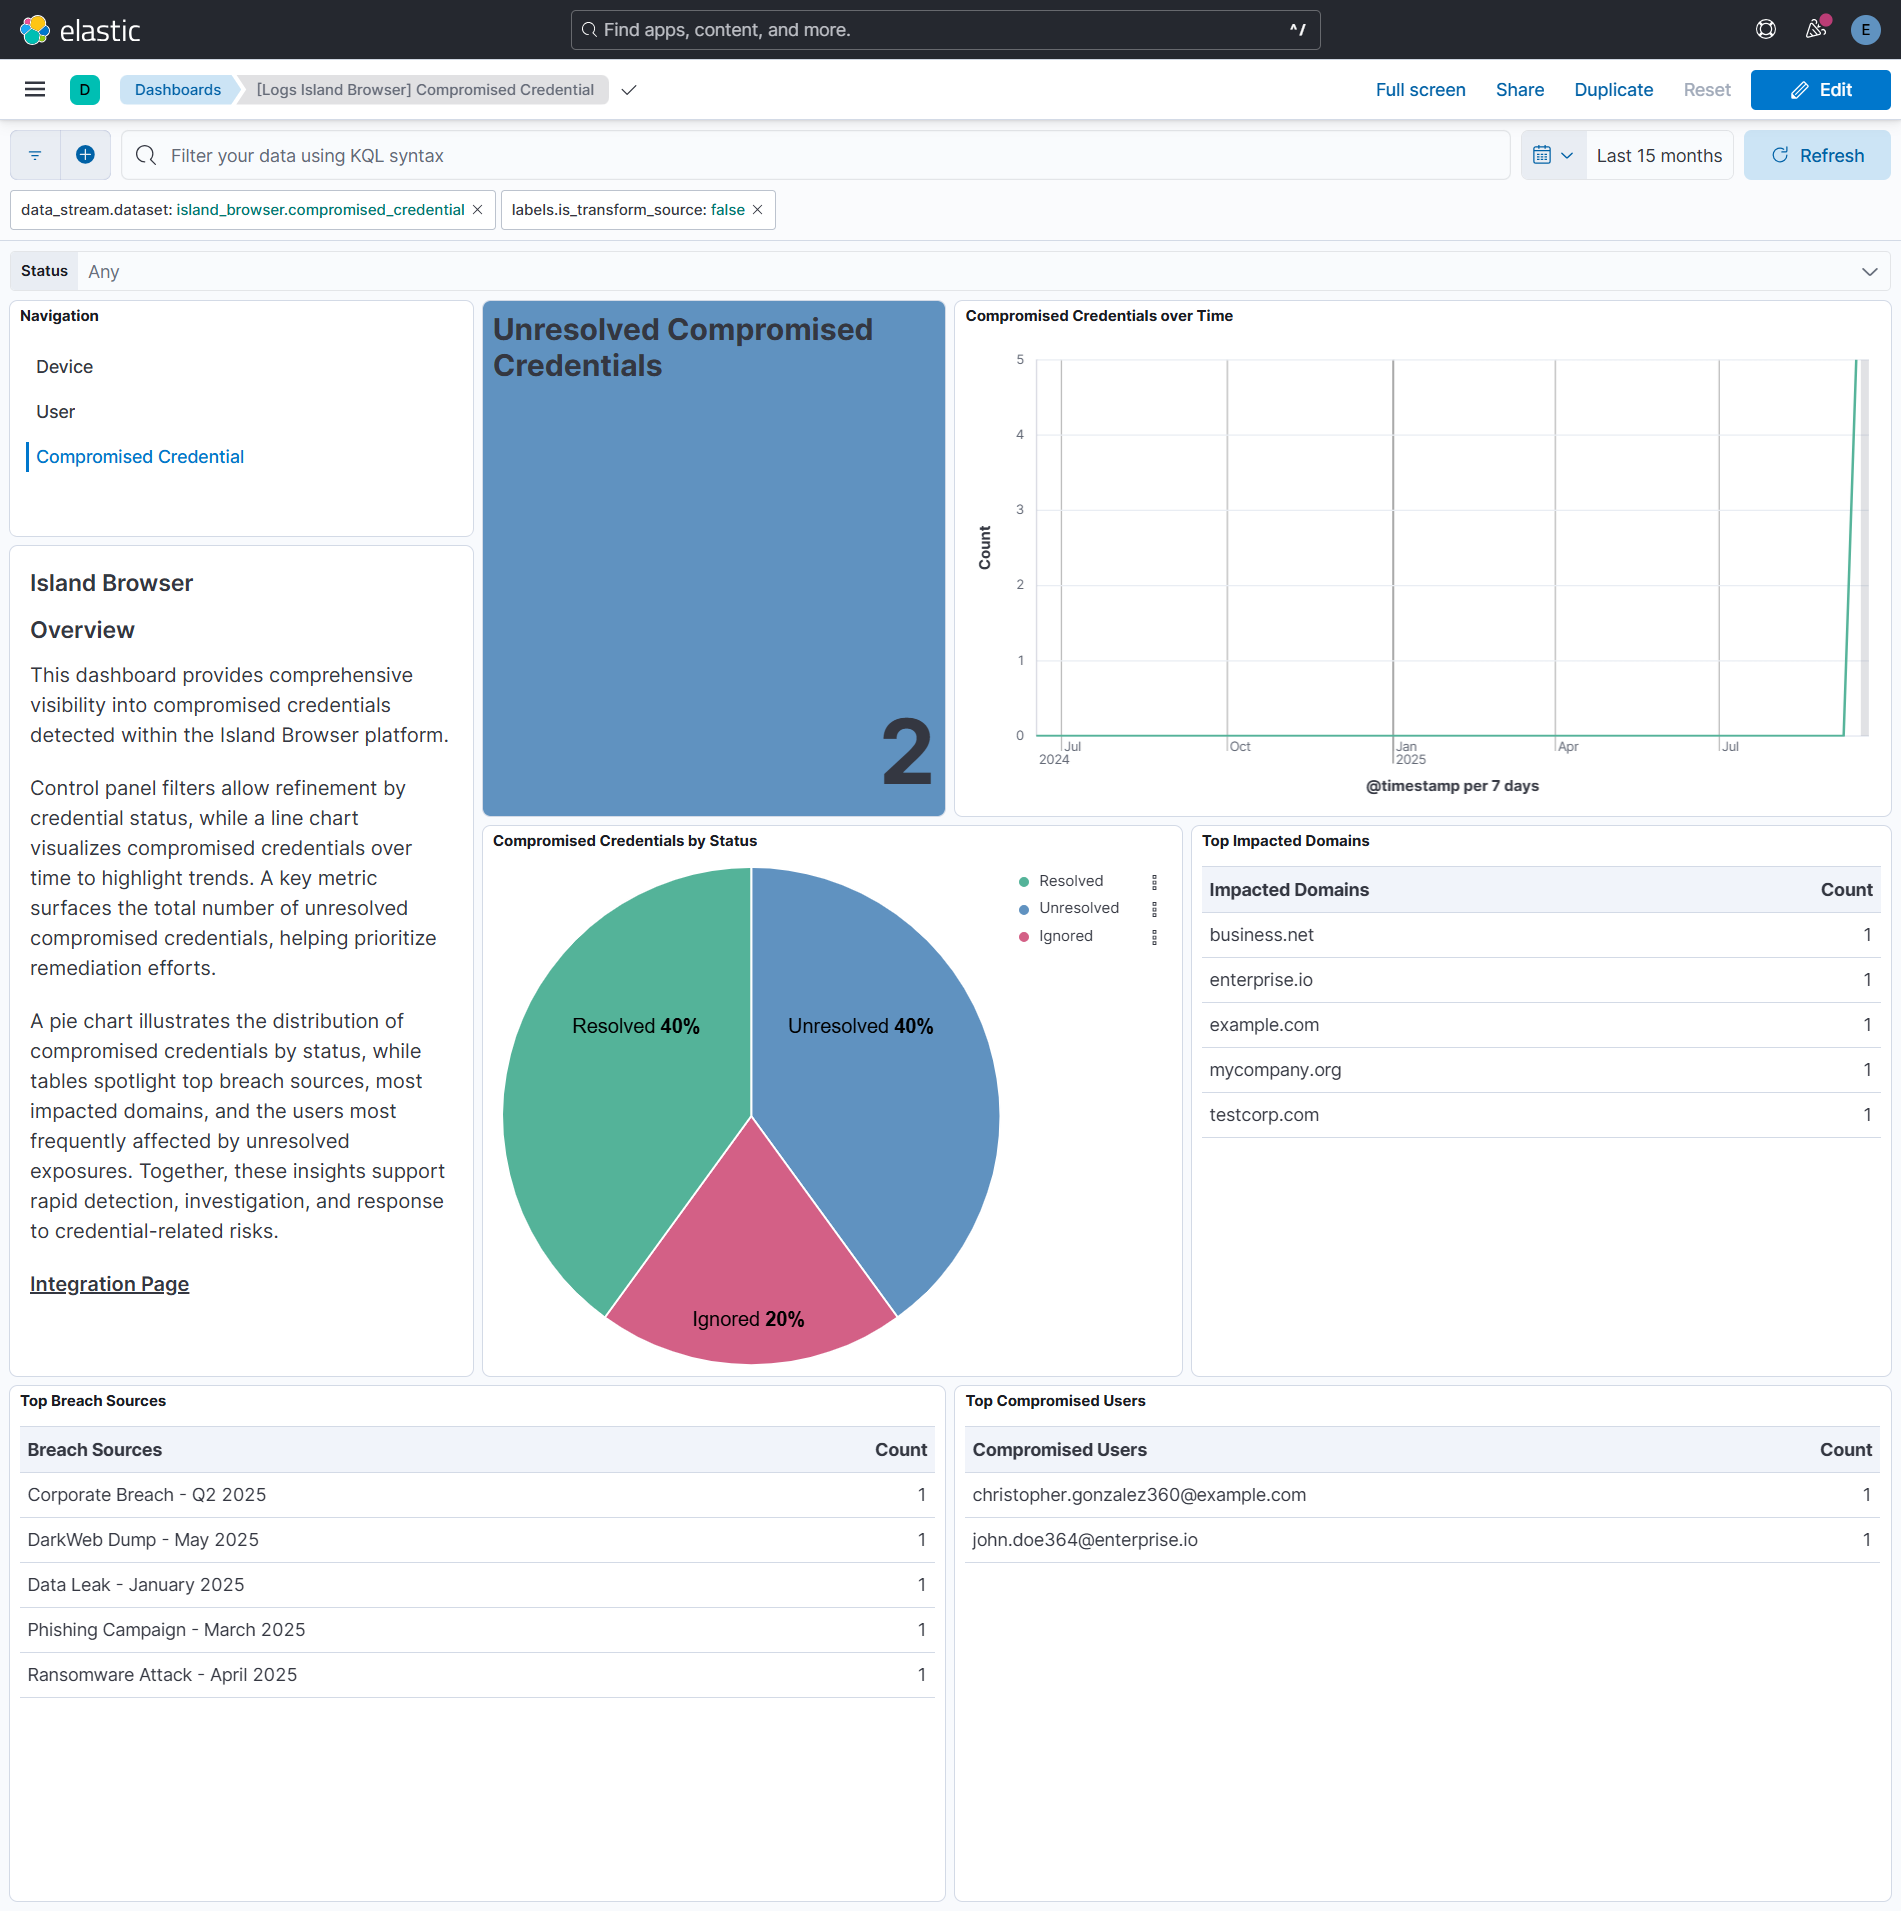 elastic
Find apps, content, and more.
^/
E
D
Dashboards
[Logs Island Browser] Compromised Credential
Full screen
Share
Duplicate
Reset
Edit
Filter your data using KQL syntax
Last 15 months
Refresh
data_stream.dataset: island_browser.compromised_credential
labels.is_transform_source: false
Status
Any
Navigation
Device
User
Compromised Credential
Island Browser
Overview
This dashboard provides comprehensive
visibility into compromised credentials
detected within the Island Browser platform.
Control panel filters allow refinement by
credential status, while a line chart
visualizes compromised credentials over
time to highlight trends. A key metric
surfaces the total number of unresolved
compromised credentials, helping prioritize
remediation efforts.
A pie chart illustrates the distribution of
compromised credentials by status, while
tables spotlight top breach sources, most
impacted domains, and the users most
frequently affected by unresolved
exposures. Together, these insights support
rapid detection, investigation, and response
to credential-related risks.
Integration Page
Unresolved Compromised
Credentials
2
Compromised Credentials over Time
5
4
3
2
1
0
Count
Jul
2024
Oct
Jan
2025
Apr
Jul
@timestamp per 7 days
Compromised Credentials by Status
Resolved 40%
Unresolved 40%
Ignored 20%
Resolved
Unresolved
Ignored
Top Impacted Domains
Impacted Domains Count
business.net 1
enterprise.io 1
example.com 1
mycompany.org 1
testcorp.com 1
Top Breach Sources
Breach Sources Count
Corporate Breach - Q2 2025 1
DarkWeb Dump - May 2025 1
Data Leak - January 2025 1
Phishing Campaign - March 2025 1
Ransomware Attack - April 2025 1
Top Compromised Users
Compromised Users Count
christopher.gonzalez360@example.com 1
john.doe364@enterprise.io 1